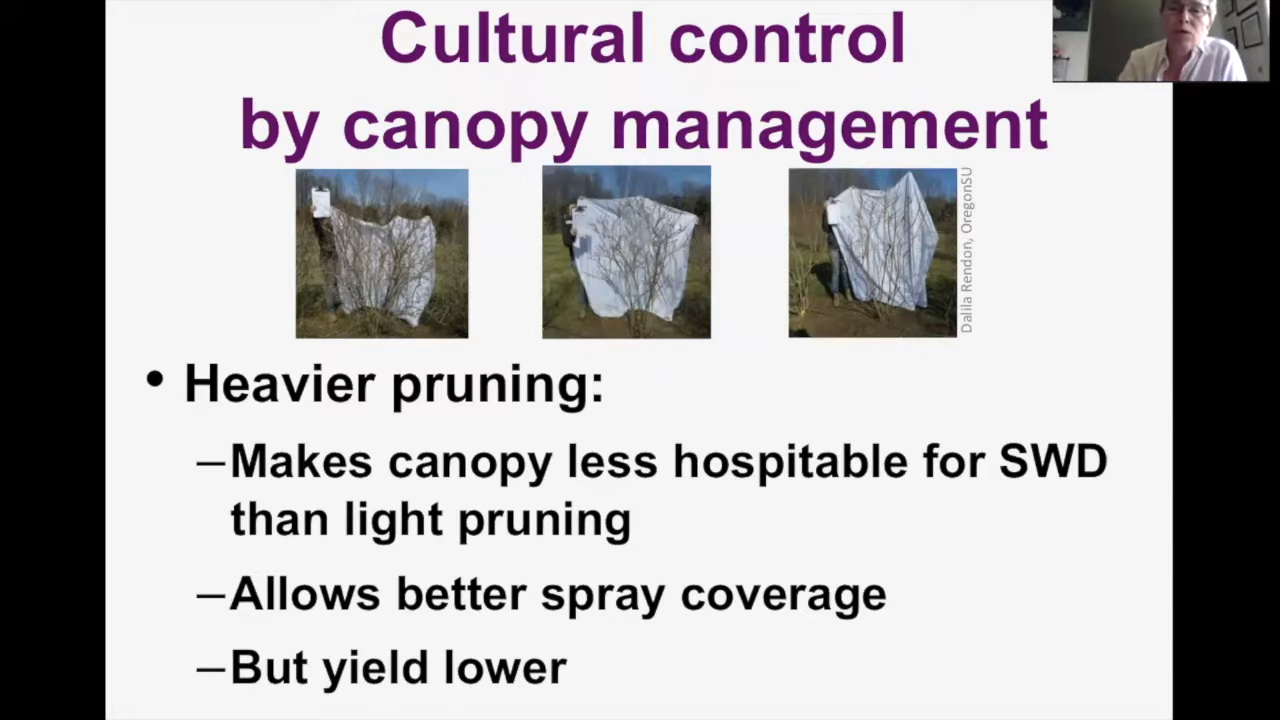 Cultural control
by canopy management
Dalila Rendon, OregonSU
• Heavier pruning:
–Makes canopy less hospitable for SWD
than light pruning
–Allows better spray coverage
–But yield lower